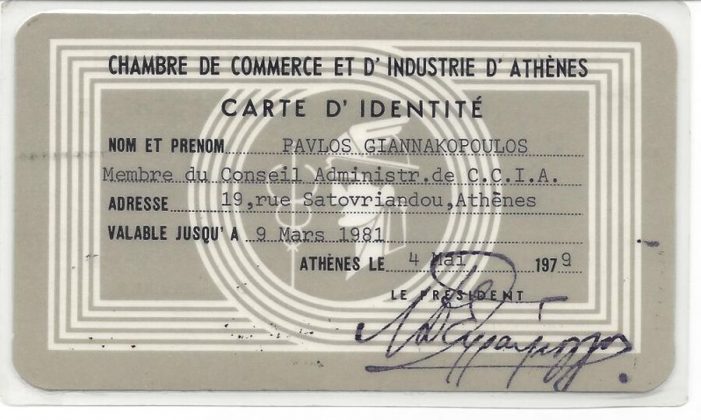 CHAMBRE DE COMMERCE ET D' INDUSTRIE D' ATHÈNES
CARTE D' IDENTITÉ
NOM ET PRENOM PAVLOS GIANNAKOPOULOS
Membre du Conseil Administr.de C.C.I.A.
ADRESSE 19,rue Satovriandou,Athènes
VALABLE JUSQU' A 9 Mars 1981
ATHÈNES LE 4 Mai 1979
LE PRÉSIDENT